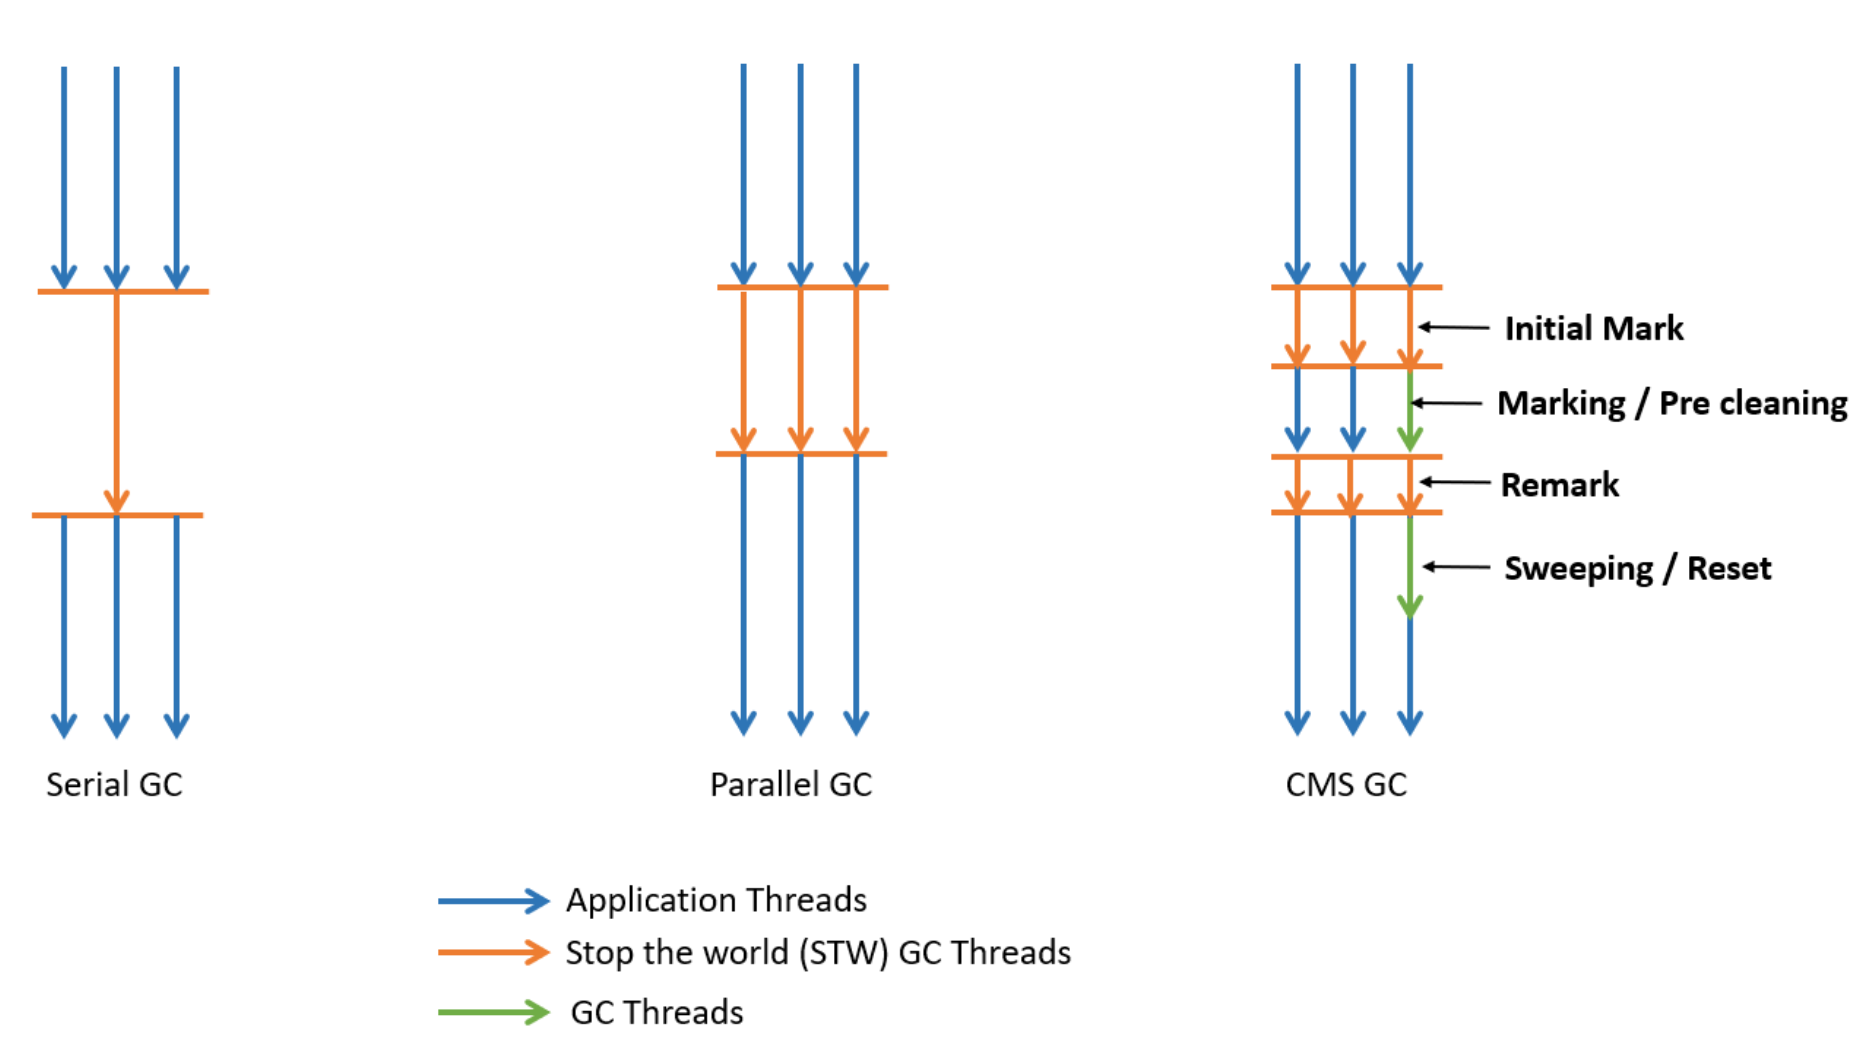 Initial Mark
Marking / Pre cleaning
Remark
Sweeping / Reset
Serial GC
Parallel GC
CMS GC
Application Threads
Stop the world (STW) GC Threads
GC Threads